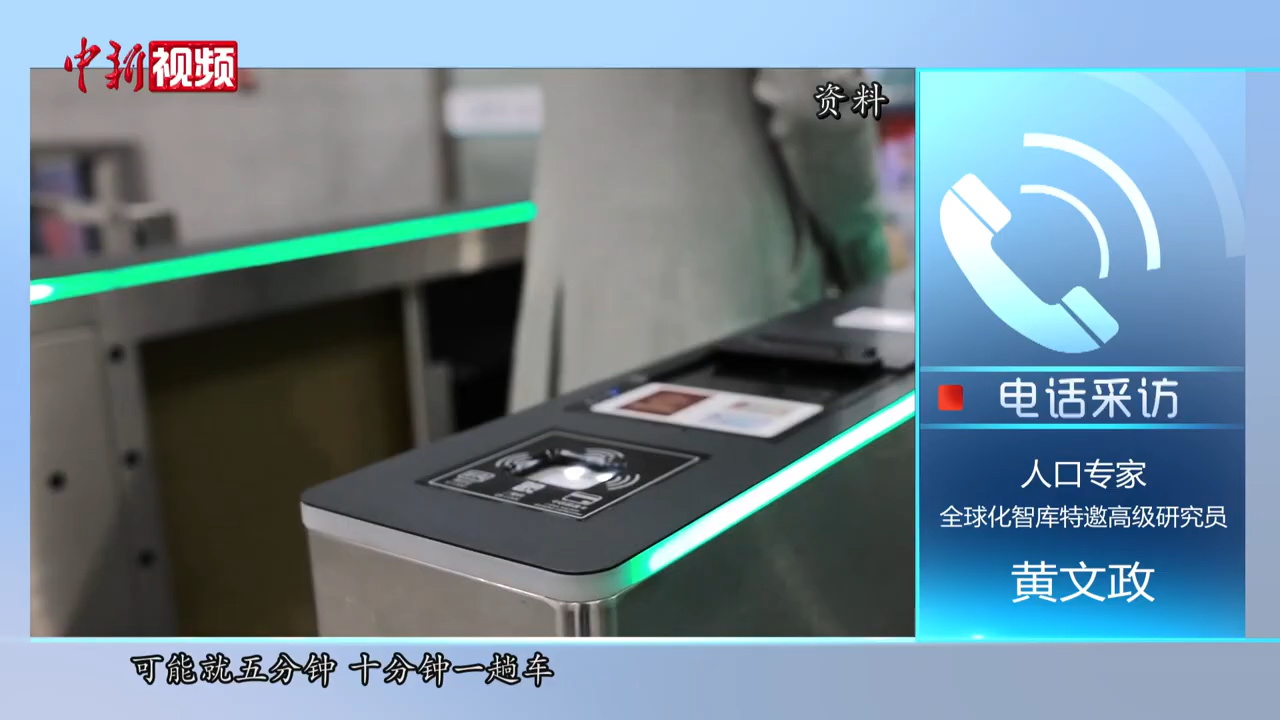 中新视频
资料
电话采访
人口专家
全球化智库特邀高级研究员
黄文政
可能就五分钟 十分钟一趟车